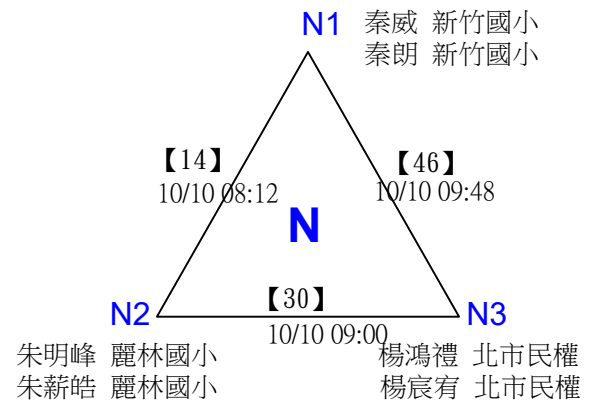 N1 秦威 新竹國小
秦朗 新竹國小
【14】
10/10 08:12
【46】
10/10 09:48
N
【30】
10/10 09:00
N2
朱明峰 麗林國小
朱薪皓 麗林國小
N3
楊鴻禮 北市民權
楊宸宥 北市民權